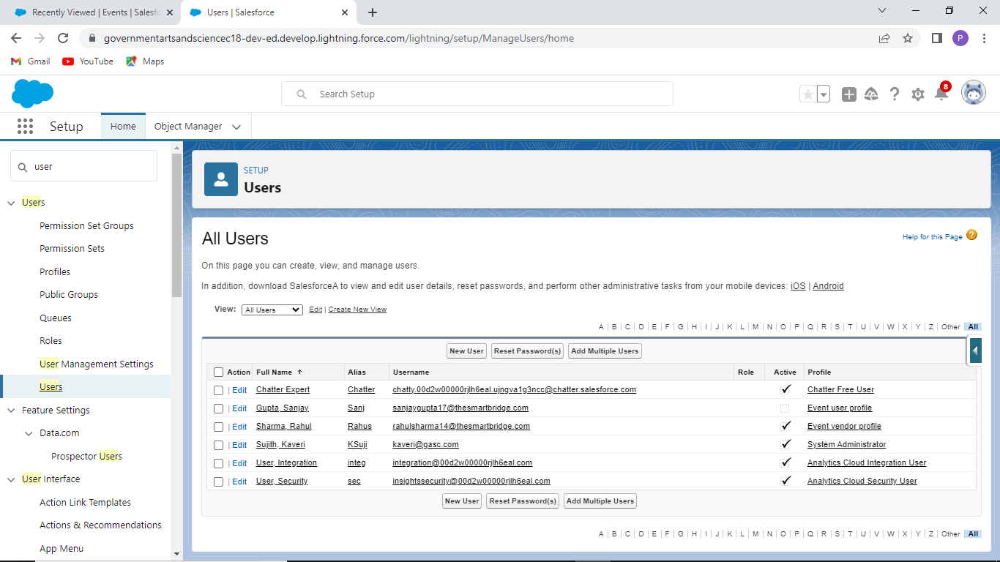 Recently Viewed | Events | Salesfo
Users | Salesforce
governmentartsandsciencec18-dev-ed.develop.lightning.force.com/lightning/setup/ManageUsers/home
P
Gmail YouTube Maps
Search Setup
8
Setup Home Object Manager
user
Users
Permission Set Groups
Permission Sets
Profiles
Public Groups
Queues
Roles
User Management Settings
Users
Feature Settings
Data.com
Prospector Users
User Interface
Action Link Templates
Actions & Recommendations
App Menu
SETUP
Users
All Users
Help for this Page ?
On this page you can create, view, and manage users.
In addition, download SalesforceA to view and edit user details, reset passwords, and perform other administrative tasks from your mobile devices: iOS | Android
View: All Users Edit | Create New View
A | B | C | D | E | F | G | H | I | J | K | L | M | N | O | P | Q | R | S | T | U | V | W | X | Y | Z | Other All
New User Reset Password(s) Add Multiple Users
Action Full Name ↑ Alias Username Role Active Profile
| Edit Chatter Expert Chatter chatty.00d2w00000rjlh6eal.ujngva1g3ncc@chatter.salesforce.com ✓ Chatter Free User
| Edit Gupta, Sanjay Sanj sanjaygupta17@thesmartbridge.com Event user profile
| Edit Sharma, Rahul Rahus rahulsharma14@thesmartbridge.com ✓ Event vendor profile
| Edit Sujith, Kaveri KSuji kaveri@gasc.com ✓ System Administrator
| Edit User, Integration integ integration@00d2w00000rjlh6eal.com ✓ Analytics Cloud Integration User
| Edit User, Security sec insightssecurity@00d2w00000rjlh6eal.com ✓ Analytics Cloud Security User
New User Reset Password(s) Add Multiple Users
A | B | C | D | E | F | G | H | I | J | K | L | M | N | O | P | Q | R | S | T | U | V | W | X | Y | Z | Other All